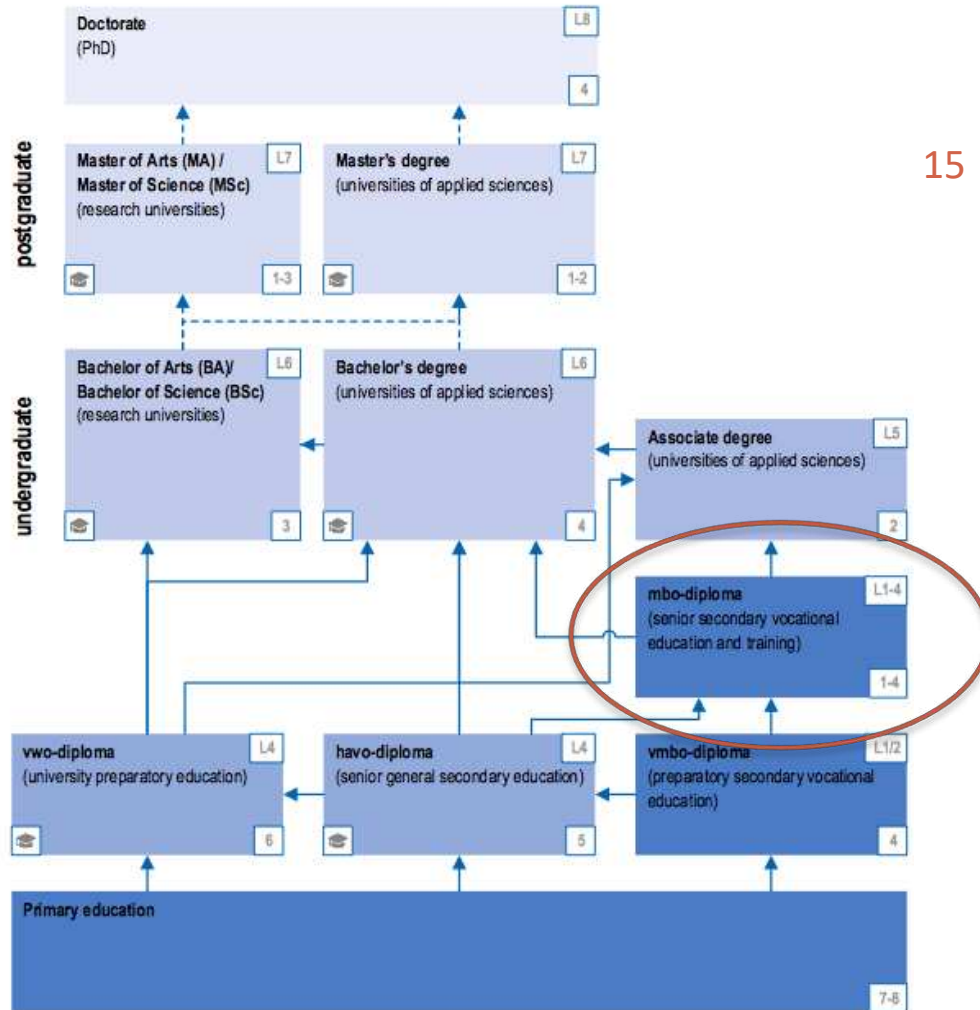 Doctorate
(PhD)
L8
4
15
postgraduate
Master of Arts (MA) /
Master of Science (MSc)
(research universities)
L7
1-3
Master's degree
(universities of applied sciences)
L7
1-2
undergraduate
Bachelor of Arts (BA)/
Bachelor of Science (BSc)
(research universities)
L6
3
Bachelor's degree
(universities of applied sciences)
L6
4
Associate degree
(universities of applied sciences)
L5
2
mbo-diploma
(senior secondary vocational
education and training)
L1-4
1-4
vwo-diploma
(university preparatory education)
L4
6
havo-diploma
(senior general secondary education)
L4
5
vmbo-diploma
(preparatory secondary vocational
education)
L1/2
4
Primary education
7-8